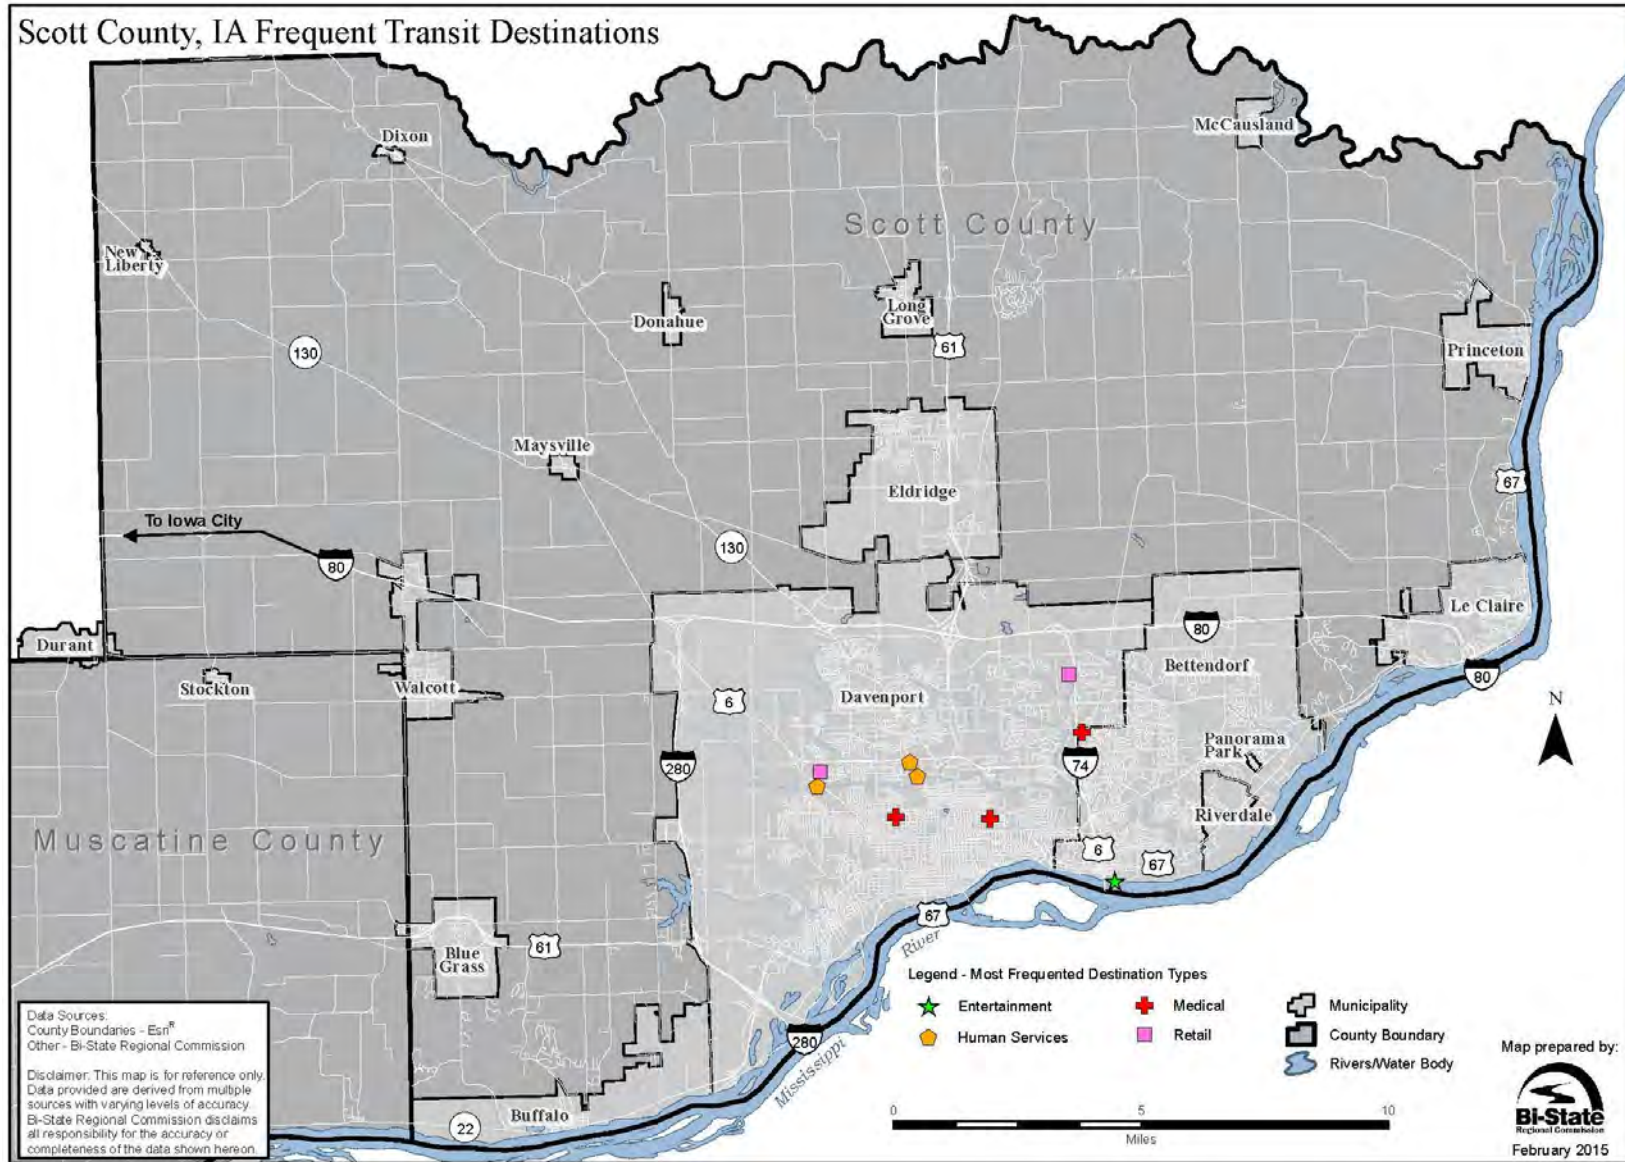 Scott County, IA Frequent Transit Destinations
McCausland
Dixon
Scott County
New
Liberty
Donahue
Long
Grove
61
Princeton
130
Maysville
Eldridge
67
To Iowa City
130
80
Le Claire
80
Durant
Bettendorf
Stockton
Walcott
Davenport
80
6
N
Panorama
Park
280
74
Riverdale
Muscatine County
6
67
67
River
61
Blue
Grass
Legend - Most Frequented Destination Types
Entertainment
Medical
Municipality
Human Services
Retail
County Boundary
Rivers/Water Body
280
Mississippi
Buffalo
22
0
5
10
Miles
Data Sources:
County Boundaries - Esri®
Other - Bi-State Regional Commission
Disclaimer: This map is for reference only.
Data provided are derived from multiple
sources with varying levels of accuracy.
Bi-State Regional Commission disclaims
all responsibility for the accuracy or
completeness of the data shown hereon.
Map prepared by:
Bi-State
Regional Commission
February 2015